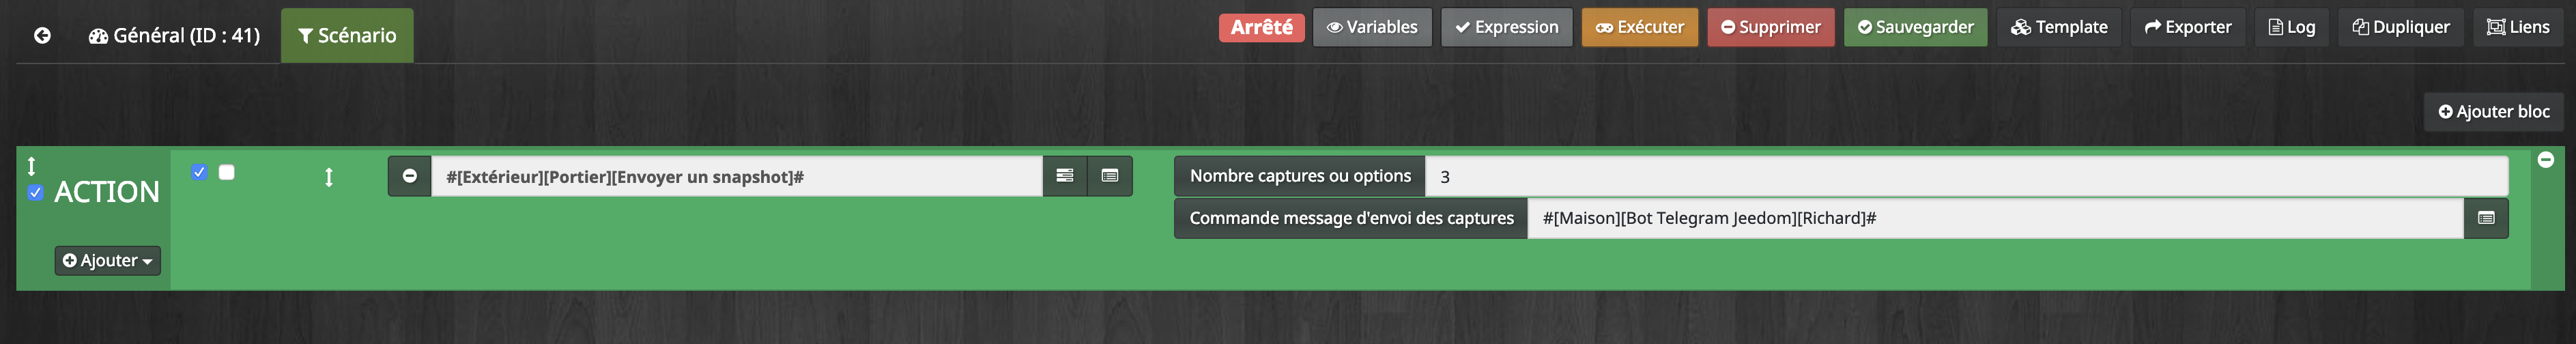 Général (ID : 41) Scénario Arrêté Variables Expression Exécuter Supprimer Sauvegarder Template Exporter Log Dupliquer Liens
Ajouter bloc
ACTION #[Extérieur][Portier][Envoyer un snapshot]# Nombre captures ou options 3
Commande message d'envoi des captures #[Maison][Bot Telegram Jeedom][Richard]#
Ajouter